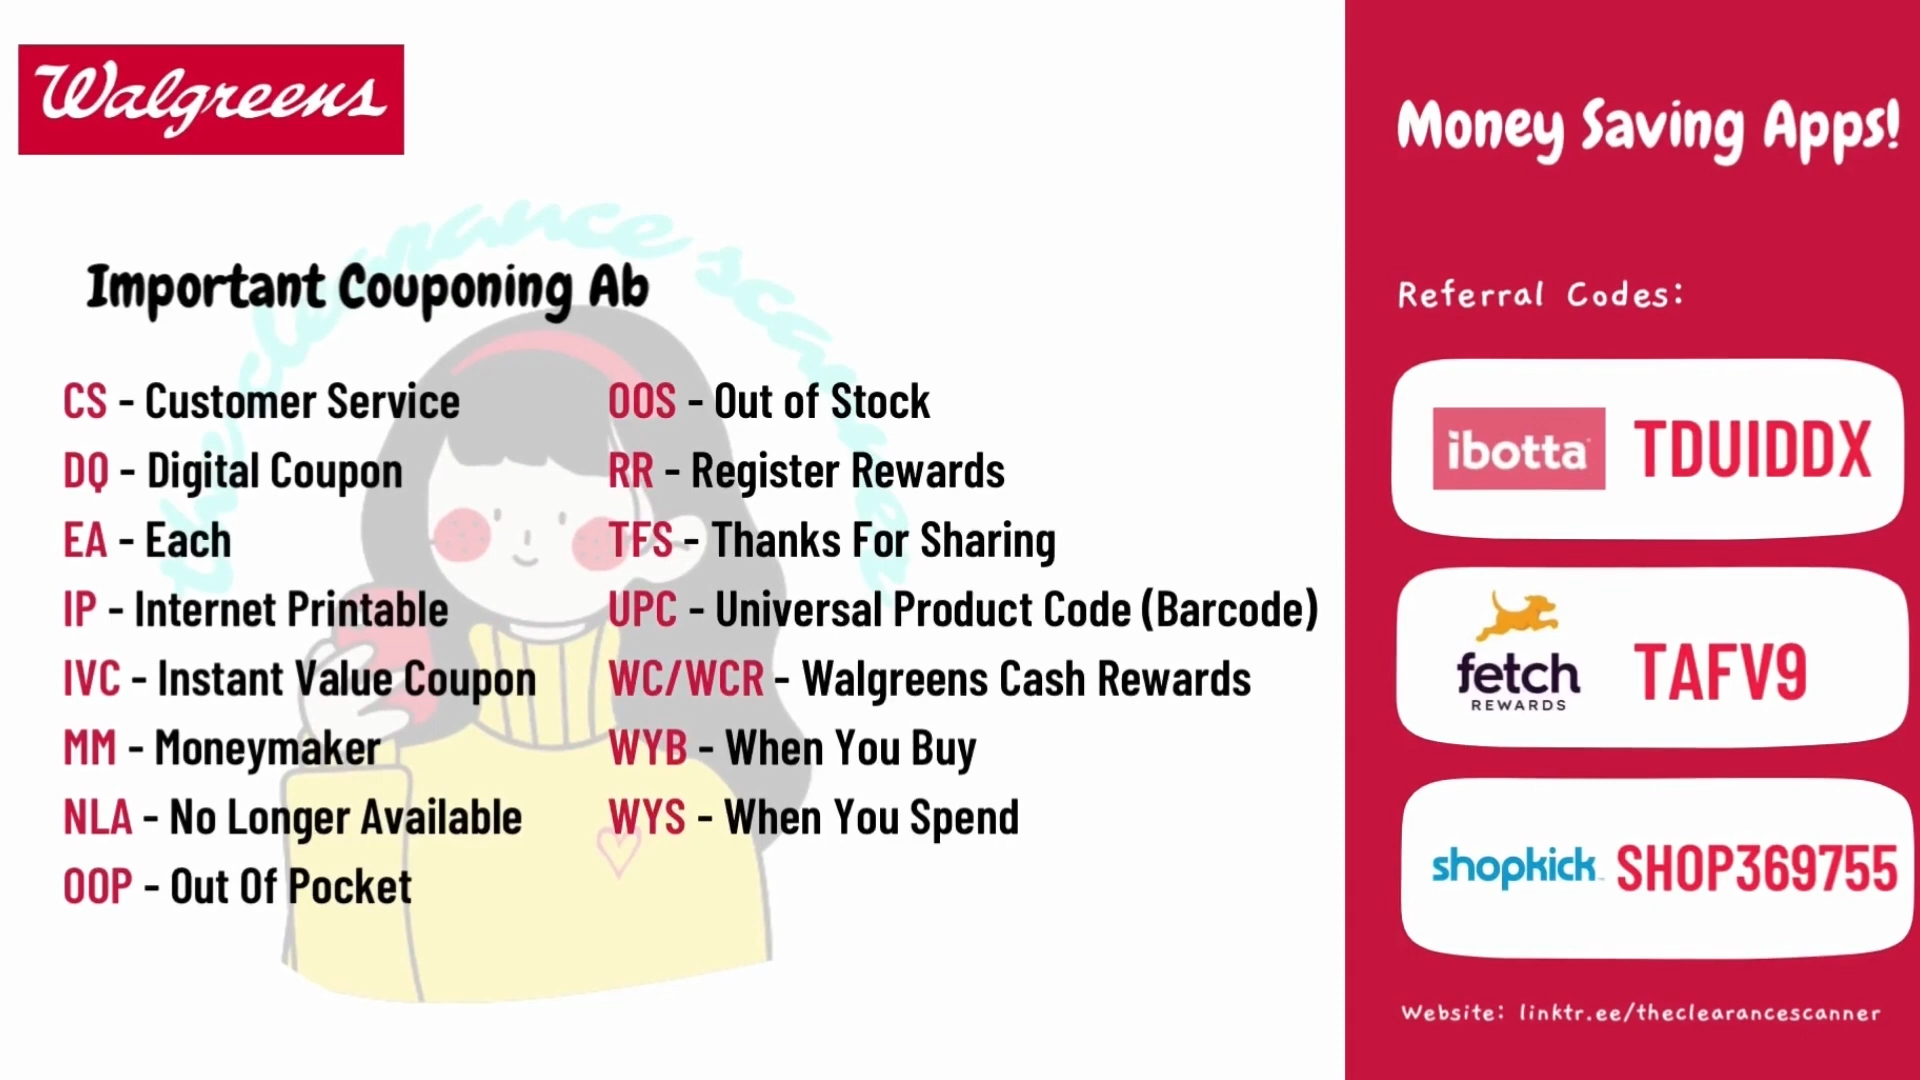 Walgreens
the clearance scanner
Important Couponing Ab
CS - Customer Service
DQ - Digital Coupon
EA - Each
IP - Internet Printable
IVC - Instant Value Coupon
MM - Moneymaker
NLA - No Longer Available
OOP - Out Of Pocket
OOS - Out of Stock
RR - Register Rewards
TFS - Thanks For Sharing
UPC - Universal Product Code (Barcode)
WC/WCR - Walgreens Cash Rewards
WYB - When You Buy
WYS - When You Spend
Money Saving Apps!
Referral Codes:
ibotta TDUIDDX
fetch
REWARDS
TAFV9
shopkick SHOP369755
Website: linktr.ee/theclearancescanner